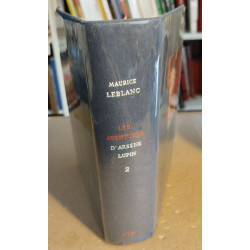 MAURICE
LEBLANC
LES
AVENTURES
D'ARSÈNE
LUPIN
2